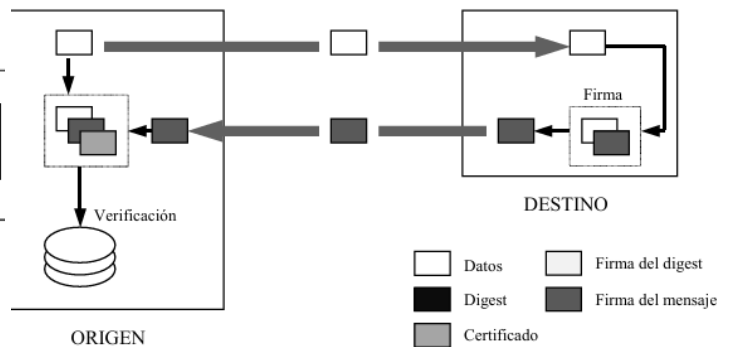 Firma
DESTINO
Verificación
Datos
Firma del digest
Digest
Firma del mensaje
Certificado
ORIGEN